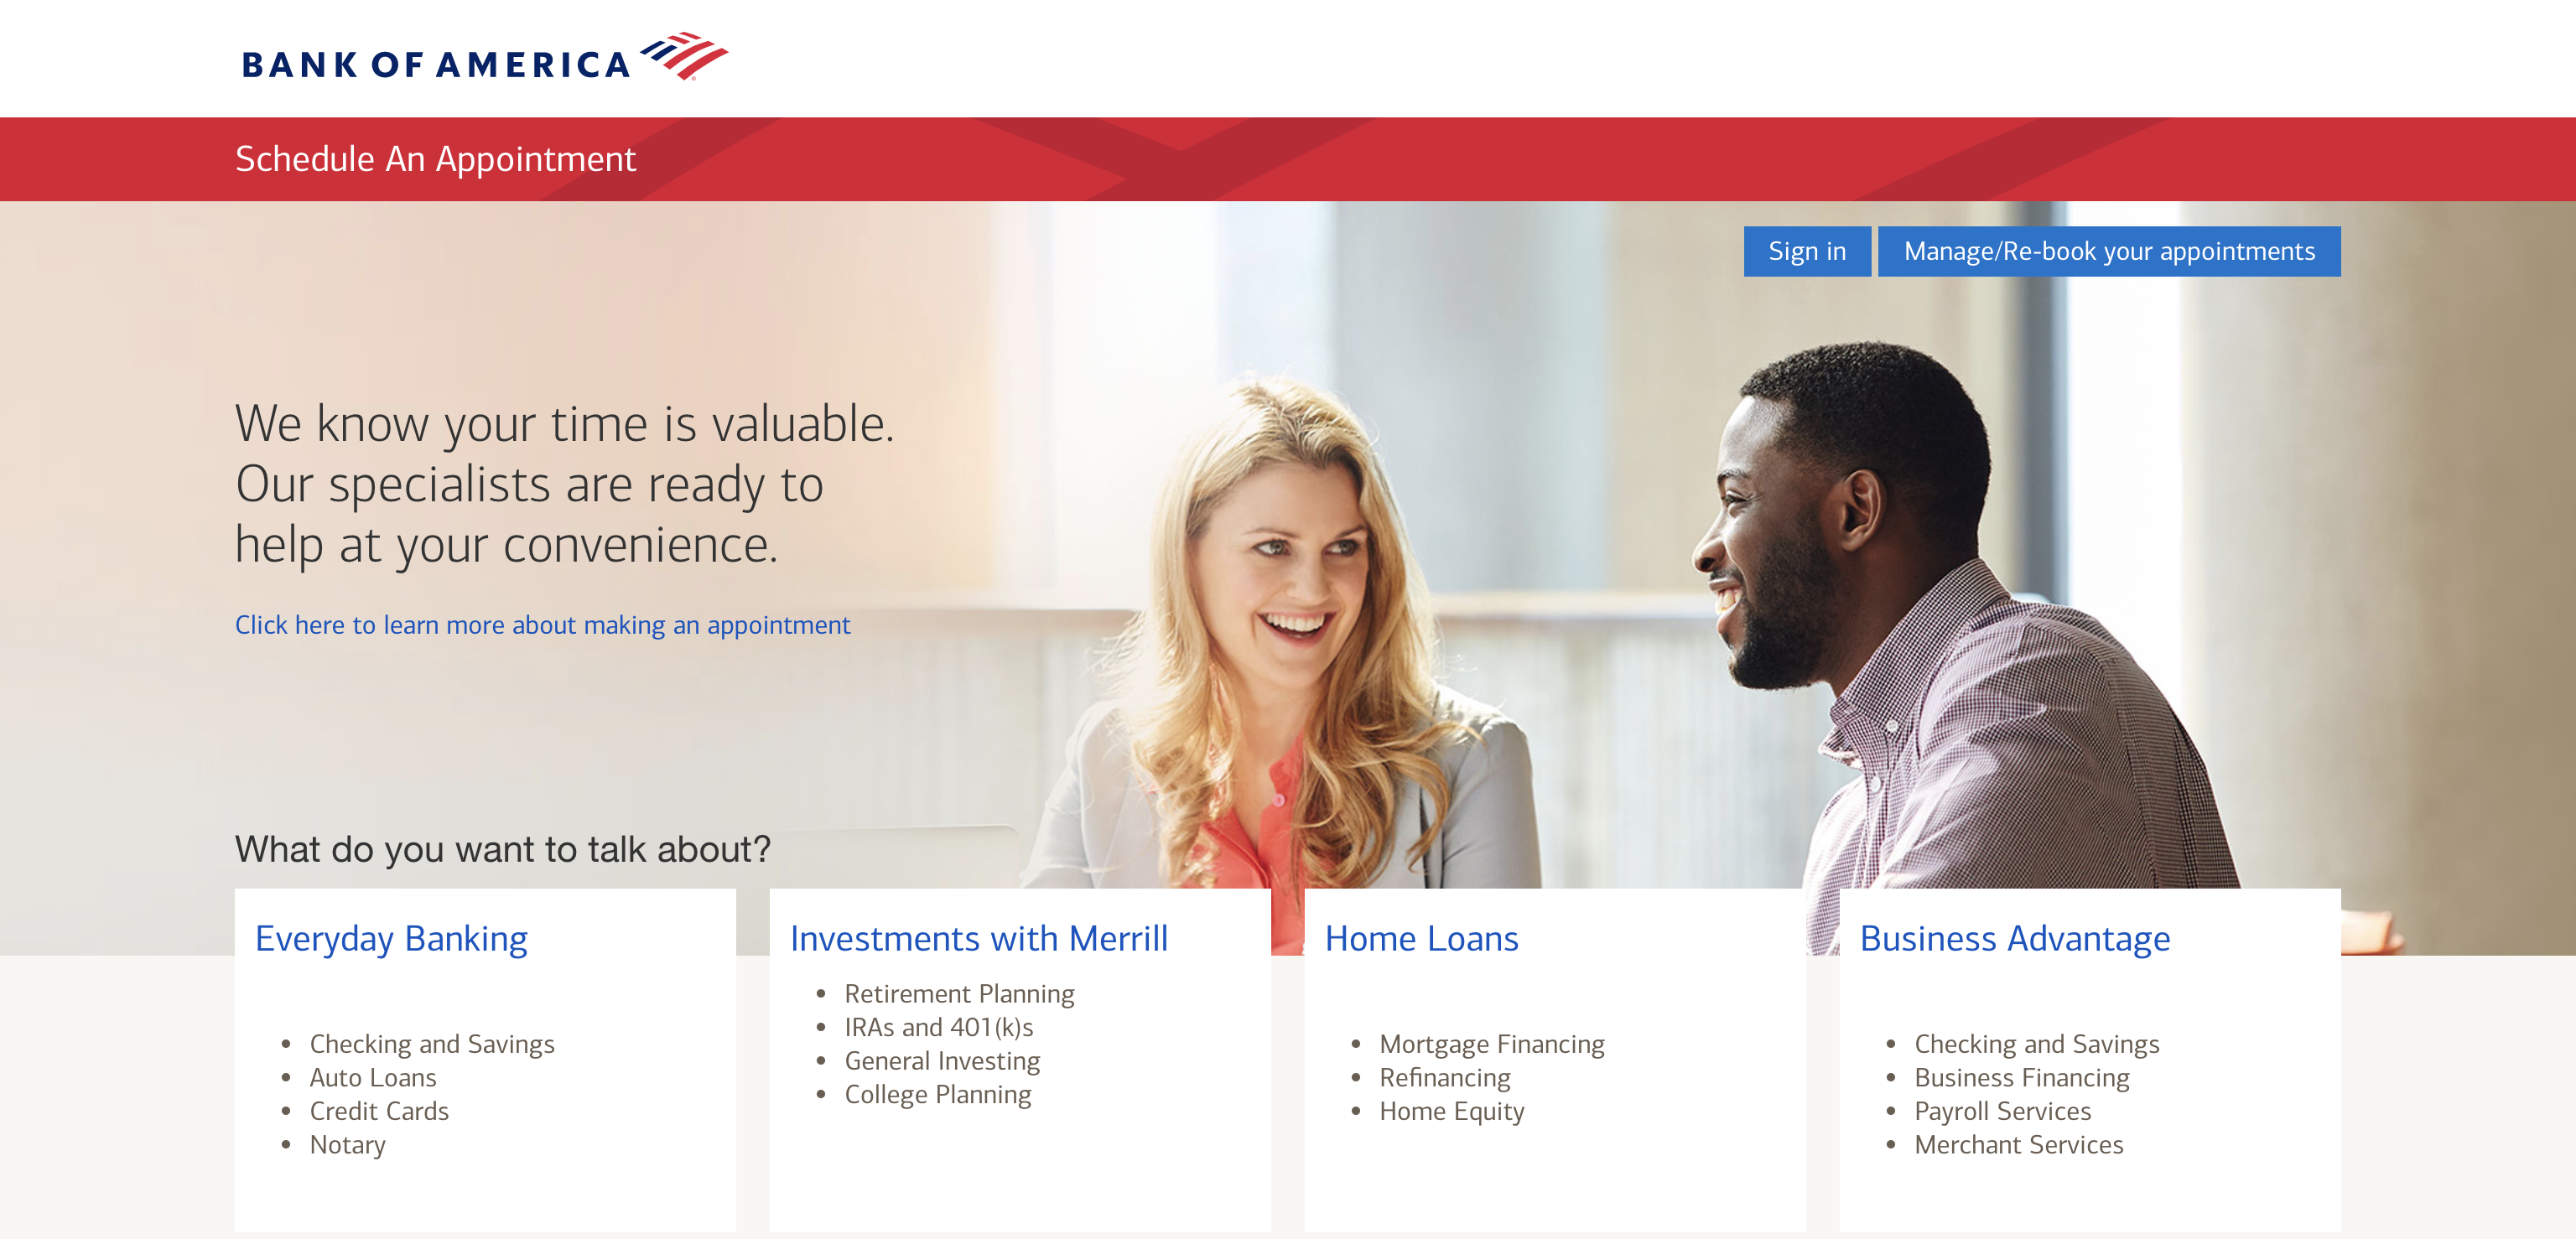 BANK OF AMERICA
Schedule An Appointment
Sign in
Manage/Re-book your appointments
We know your time is valuable.
Our specialists are ready to
help at your convenience.
Click here to learn more about making an appointment
What do you want to talk about?
Everyday Banking
• Checking and Savings
• Auto Loans
• Credit Cards
• Notary
Investments with Merrill
• Retirement Planning
• IRAs and 401(k)s
• General Investing
• College Planning
Home Loans
• Mortgage Financing
• Refinancing
• Home Equity
Business Advantage
• Checking and Savings
• Business Financing
• Payroll Services
• Merchant Services